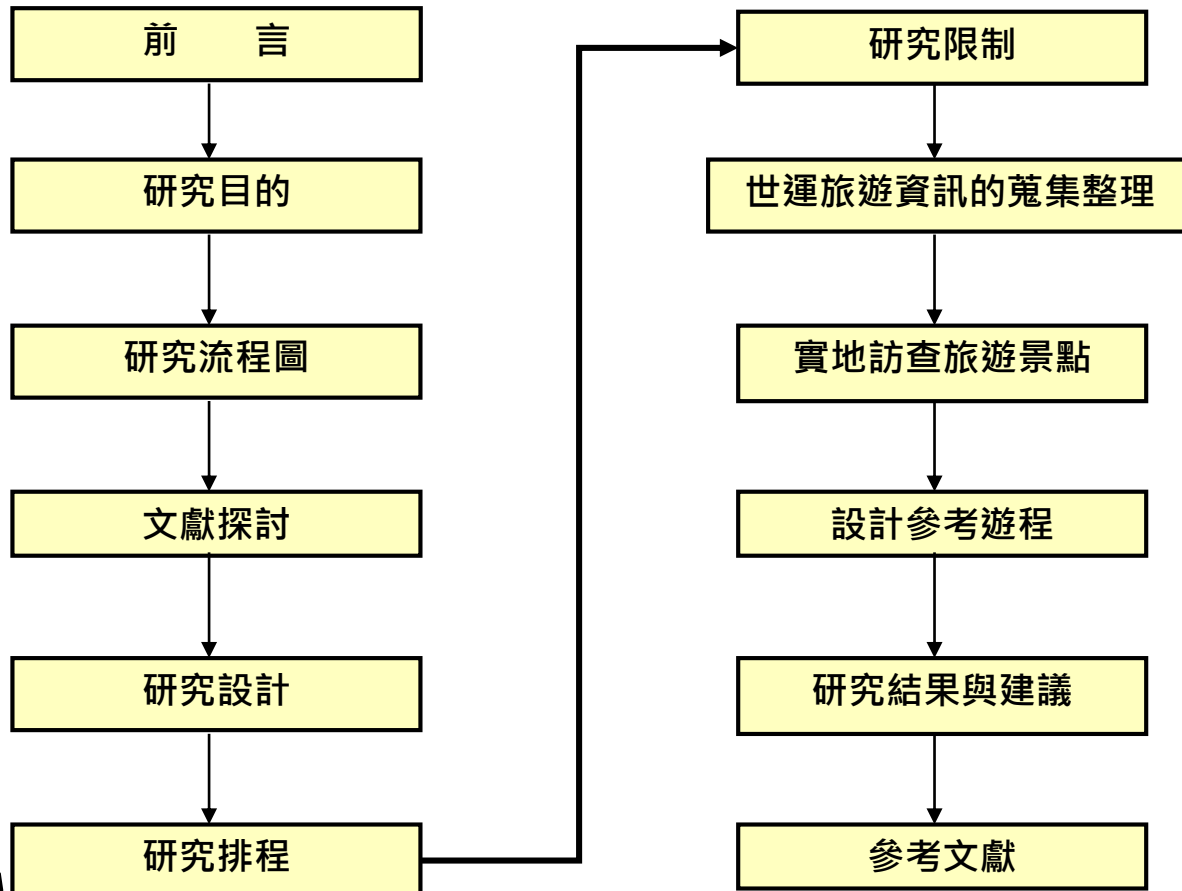 前　　言
研究目的
研究流程圖
文獻探討
研究設計
研究排程
研究限制
世運旅遊資訊的蒐集整理
實地訪查旅遊景點
設計參考遊程
研究結果與建議
參考文獻